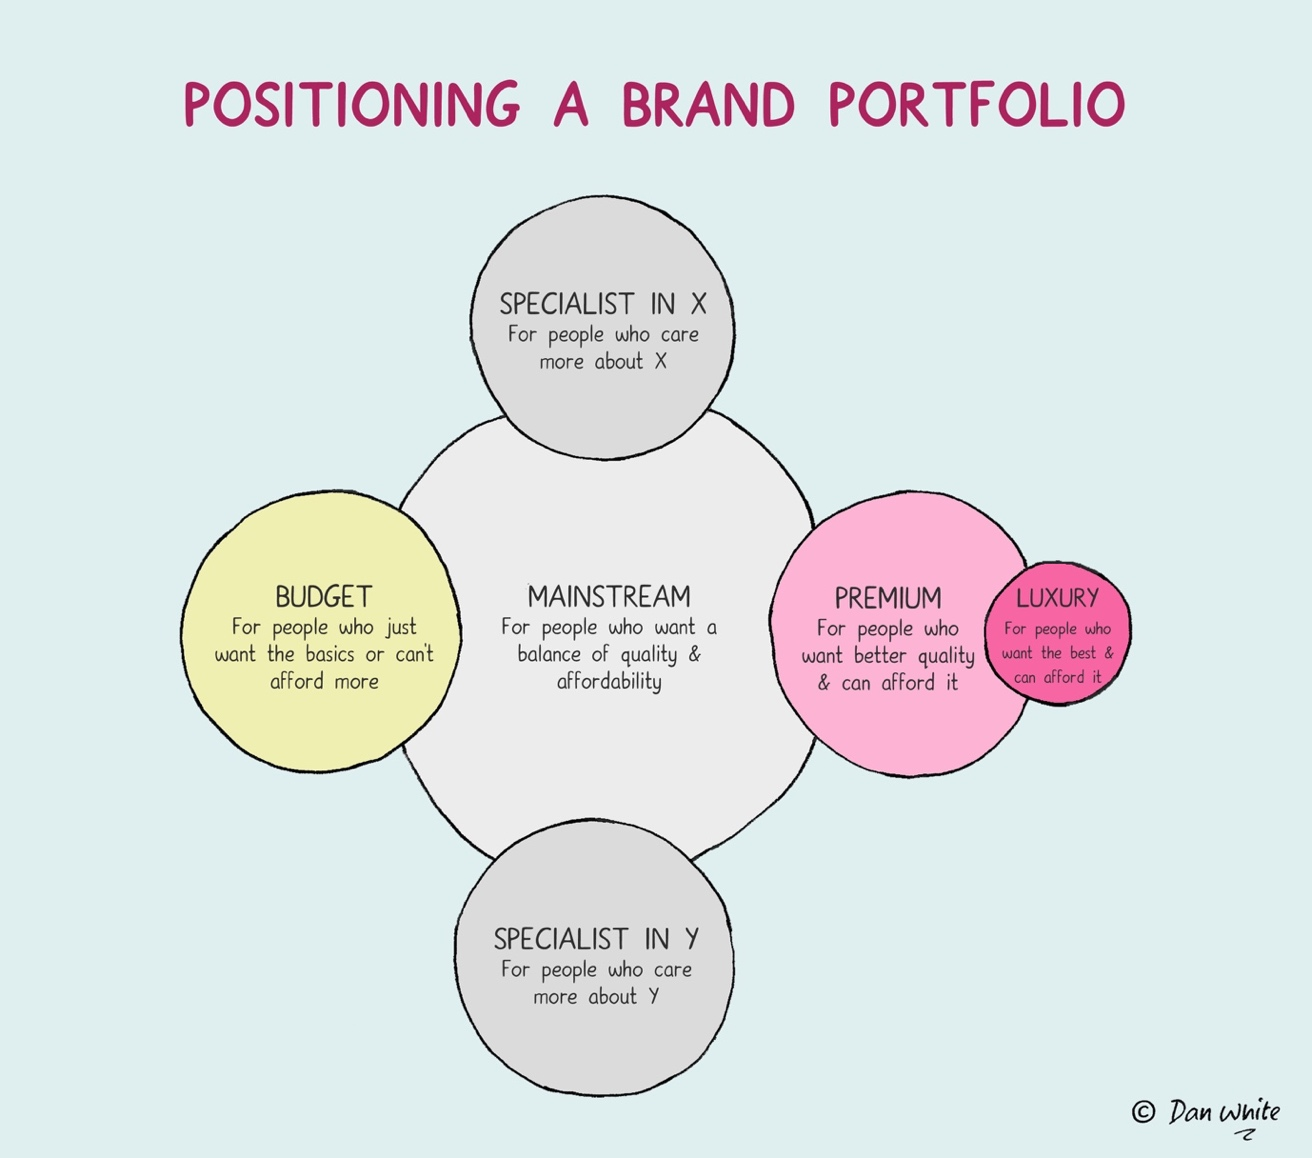 POSITIONING A BRAND PORTFOLIO
SPECIALIST IN X
For people who care
more about X
BUDGET
For people who just
want the basics or can't
afford more
MAINSTREAM
For people who want a
balance of quality &
affordability
PREMIUM
For people who
want better quality
& can afford it
LUXURY
For people who
want the best &
can afford it
SPECIALIST IN Y
For people who care
more about Y
© Dan White